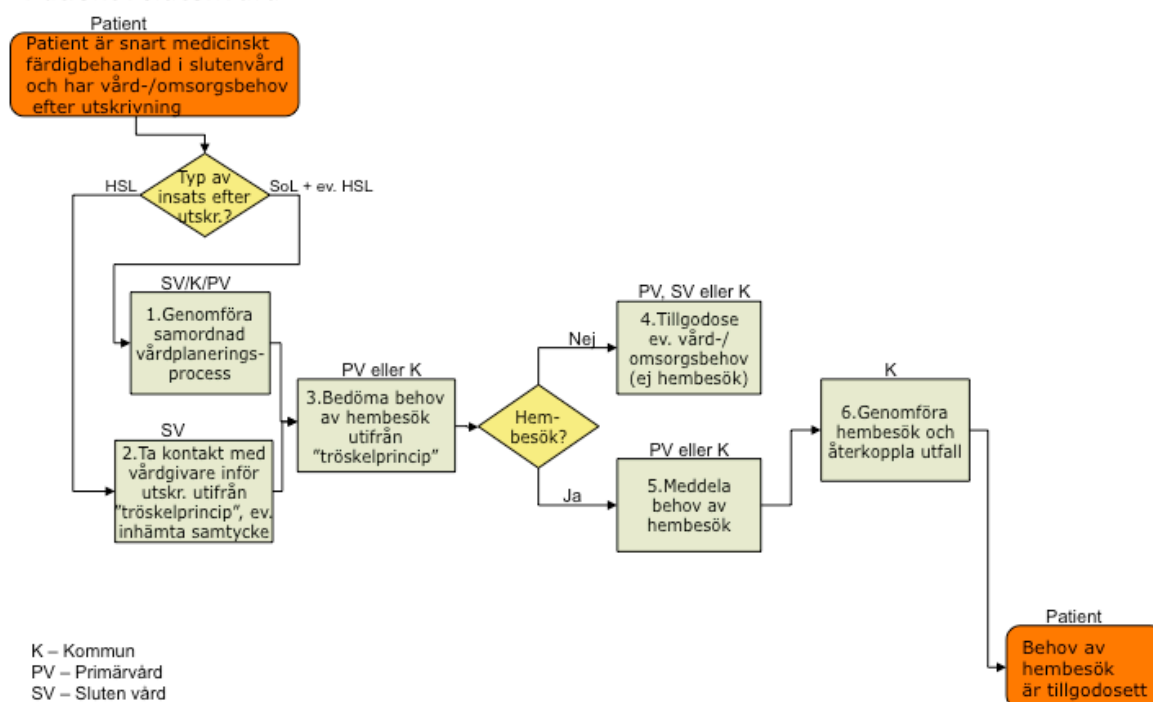 Patient
Patient är snart medicinskt
färdigbehandlad i slutenvård
och har vård-/omsorgsbehov
efter utskrivning
HSL
Typ av
insats efter
utskr.?
SoL + ev. HSL
SV/K/PV
1.Genomföra
samordnad
vårdplanerings-
process
SV
2.Ta kontakt med
vårdgivare inför
utskr. utifrån
”tröskelprincip”, ev.
inhämta samtycke
PV eller K
3.Bedöma behov
av hembesök
utifrån
”tröskelprincip”
Hem-
besök?
Nej
PV, SV eller K
4.Tillgodose
ev. vård-/
omsorgsbehov
(ej hembesök)
Ja
PV eller K
5.Meddela
behov av
hembesök
K
6.Genomföra
hembesök och
återkoppla utfall
Patient
Behov av
hembesök
är tillgodosett
K – Kommun
PV – Primärvård
SV – Sluten vård